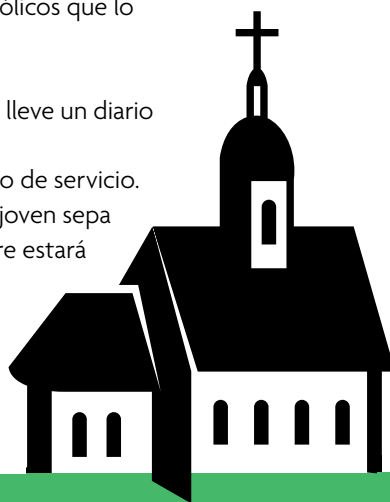 ólicos que lo
lleve un diario
o de servicio.
joven sepa
re estará